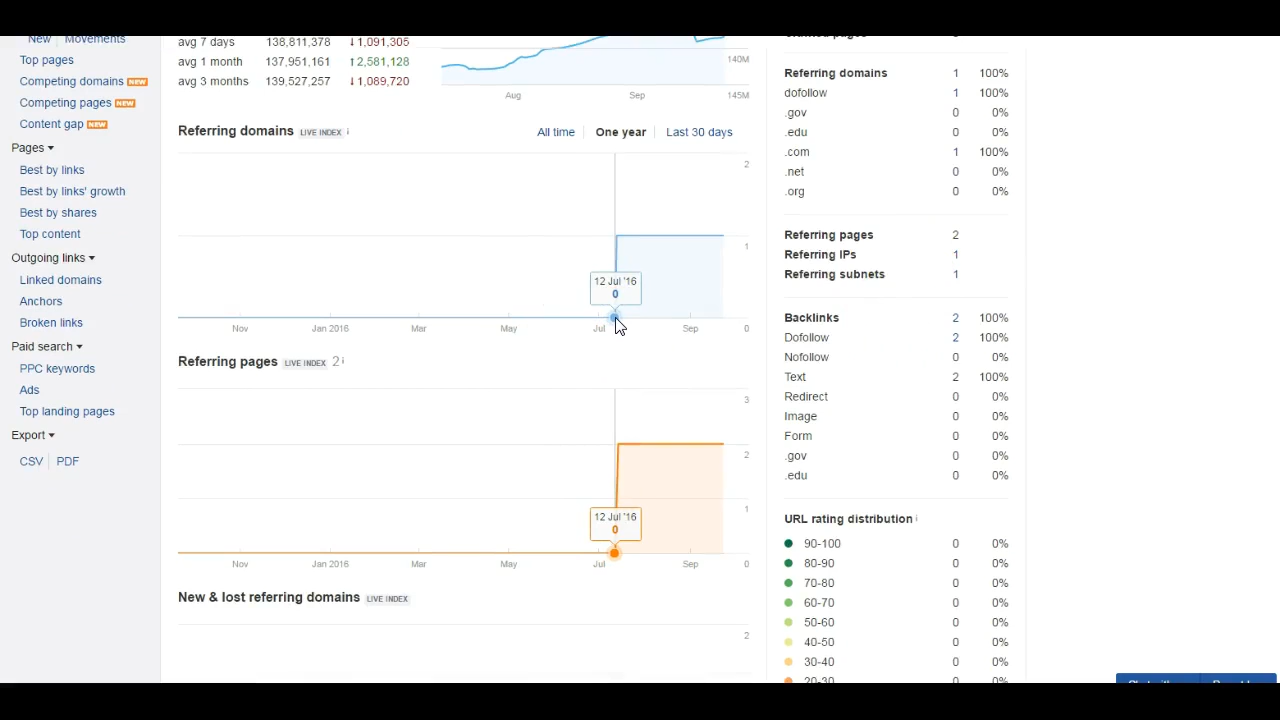 New | Movements
Top pages
Competing domains NEW
Competing pages NEW
Content gap NEW
Pages
Best by links
Best by links' growth
Best by shares
Top content
Outgoing links
Linked domains
Anchors
Broken links
Paid search
PPC keywords
Ads
Top landing pages
Export
CSV | PDF
avg 7 days 138,811,378 ↓1,091,305
avg 1 month 137,951,161 ↑2,581,128
avg 3 months 139,527,257 ↓1,089,720
140M
Aug Sep 145M
Referring domains LIVE INDEX i
All time One year Last 30 days
2
1
12 Jul '16
0
Nov Jan 2016 Mar May Jul Sep 0
Referring pages LIVE INDEX 2 i
3
2
1
12 Jul '16
0
Nov Jan 2016 Mar May Jul Sep 0
New & lost referring domains LIVE INDEX
2
Referring domains 1 100%
dofollow 1 100%
.gov 0 0%
.edu 0 0%
.com 1 100%
.net 0 0%
.org 0 0%
Referring pages 2
Referring IPs 1
Referring subnets 1
Backlinks 2 100%
Dofollow 2 100%
Nofollow 0 0%
Text 2 100%
Redirect 0 0%
Image 0 0%
Form 0 0%
.gov 0 0%
.edu 0 0%
URL rating distribution i
90-100 0 0%
80-90 0 0%
70-80 0 0%
60-70 0 0%
50-60 0 0%
40-50 0 0%
30-40 0 0%
20-30 0 0%